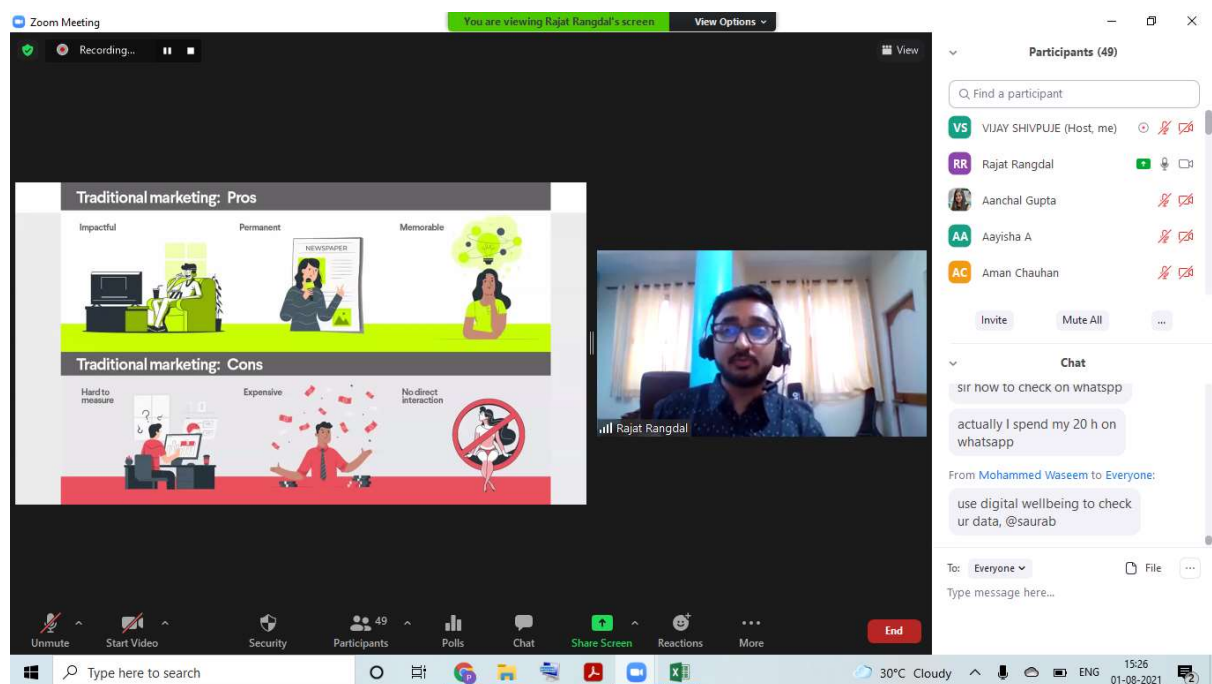 Zoom Meeting
You are viewing Rajat Rangdal's screen
View Options
Recording...
View
Traditional marketing: Pros
Impactful
Permanent
Memorable
NEWSPAPER
Traditional marketing: Cons
Hard to
measure
Expensive
No direct
interaction
Rajat Rangdal
Participants (49)
Find a participant
VS VIJAY SHIVPUJE (Host, me)
RR Rajat Rangdal
Aanchal Gupta
AA Aayisha A
AC Aman Chauhan
Invite
Mute All
...
Chat
sir how to check on whatspp
actually I spend my 20 h on
whatsapp
From Mohammed Waseem to Everyone:
use digital wellbeing to check
ur data, @saurab
To: Everyone
File
...
Type message here...
Unmute
Start Video
Security
49
Participants
Polls
Chat
Share Screen
Reactions
More
End
Type here to search
30°C Cloudy
ENG
15:26
01-08-2021
2